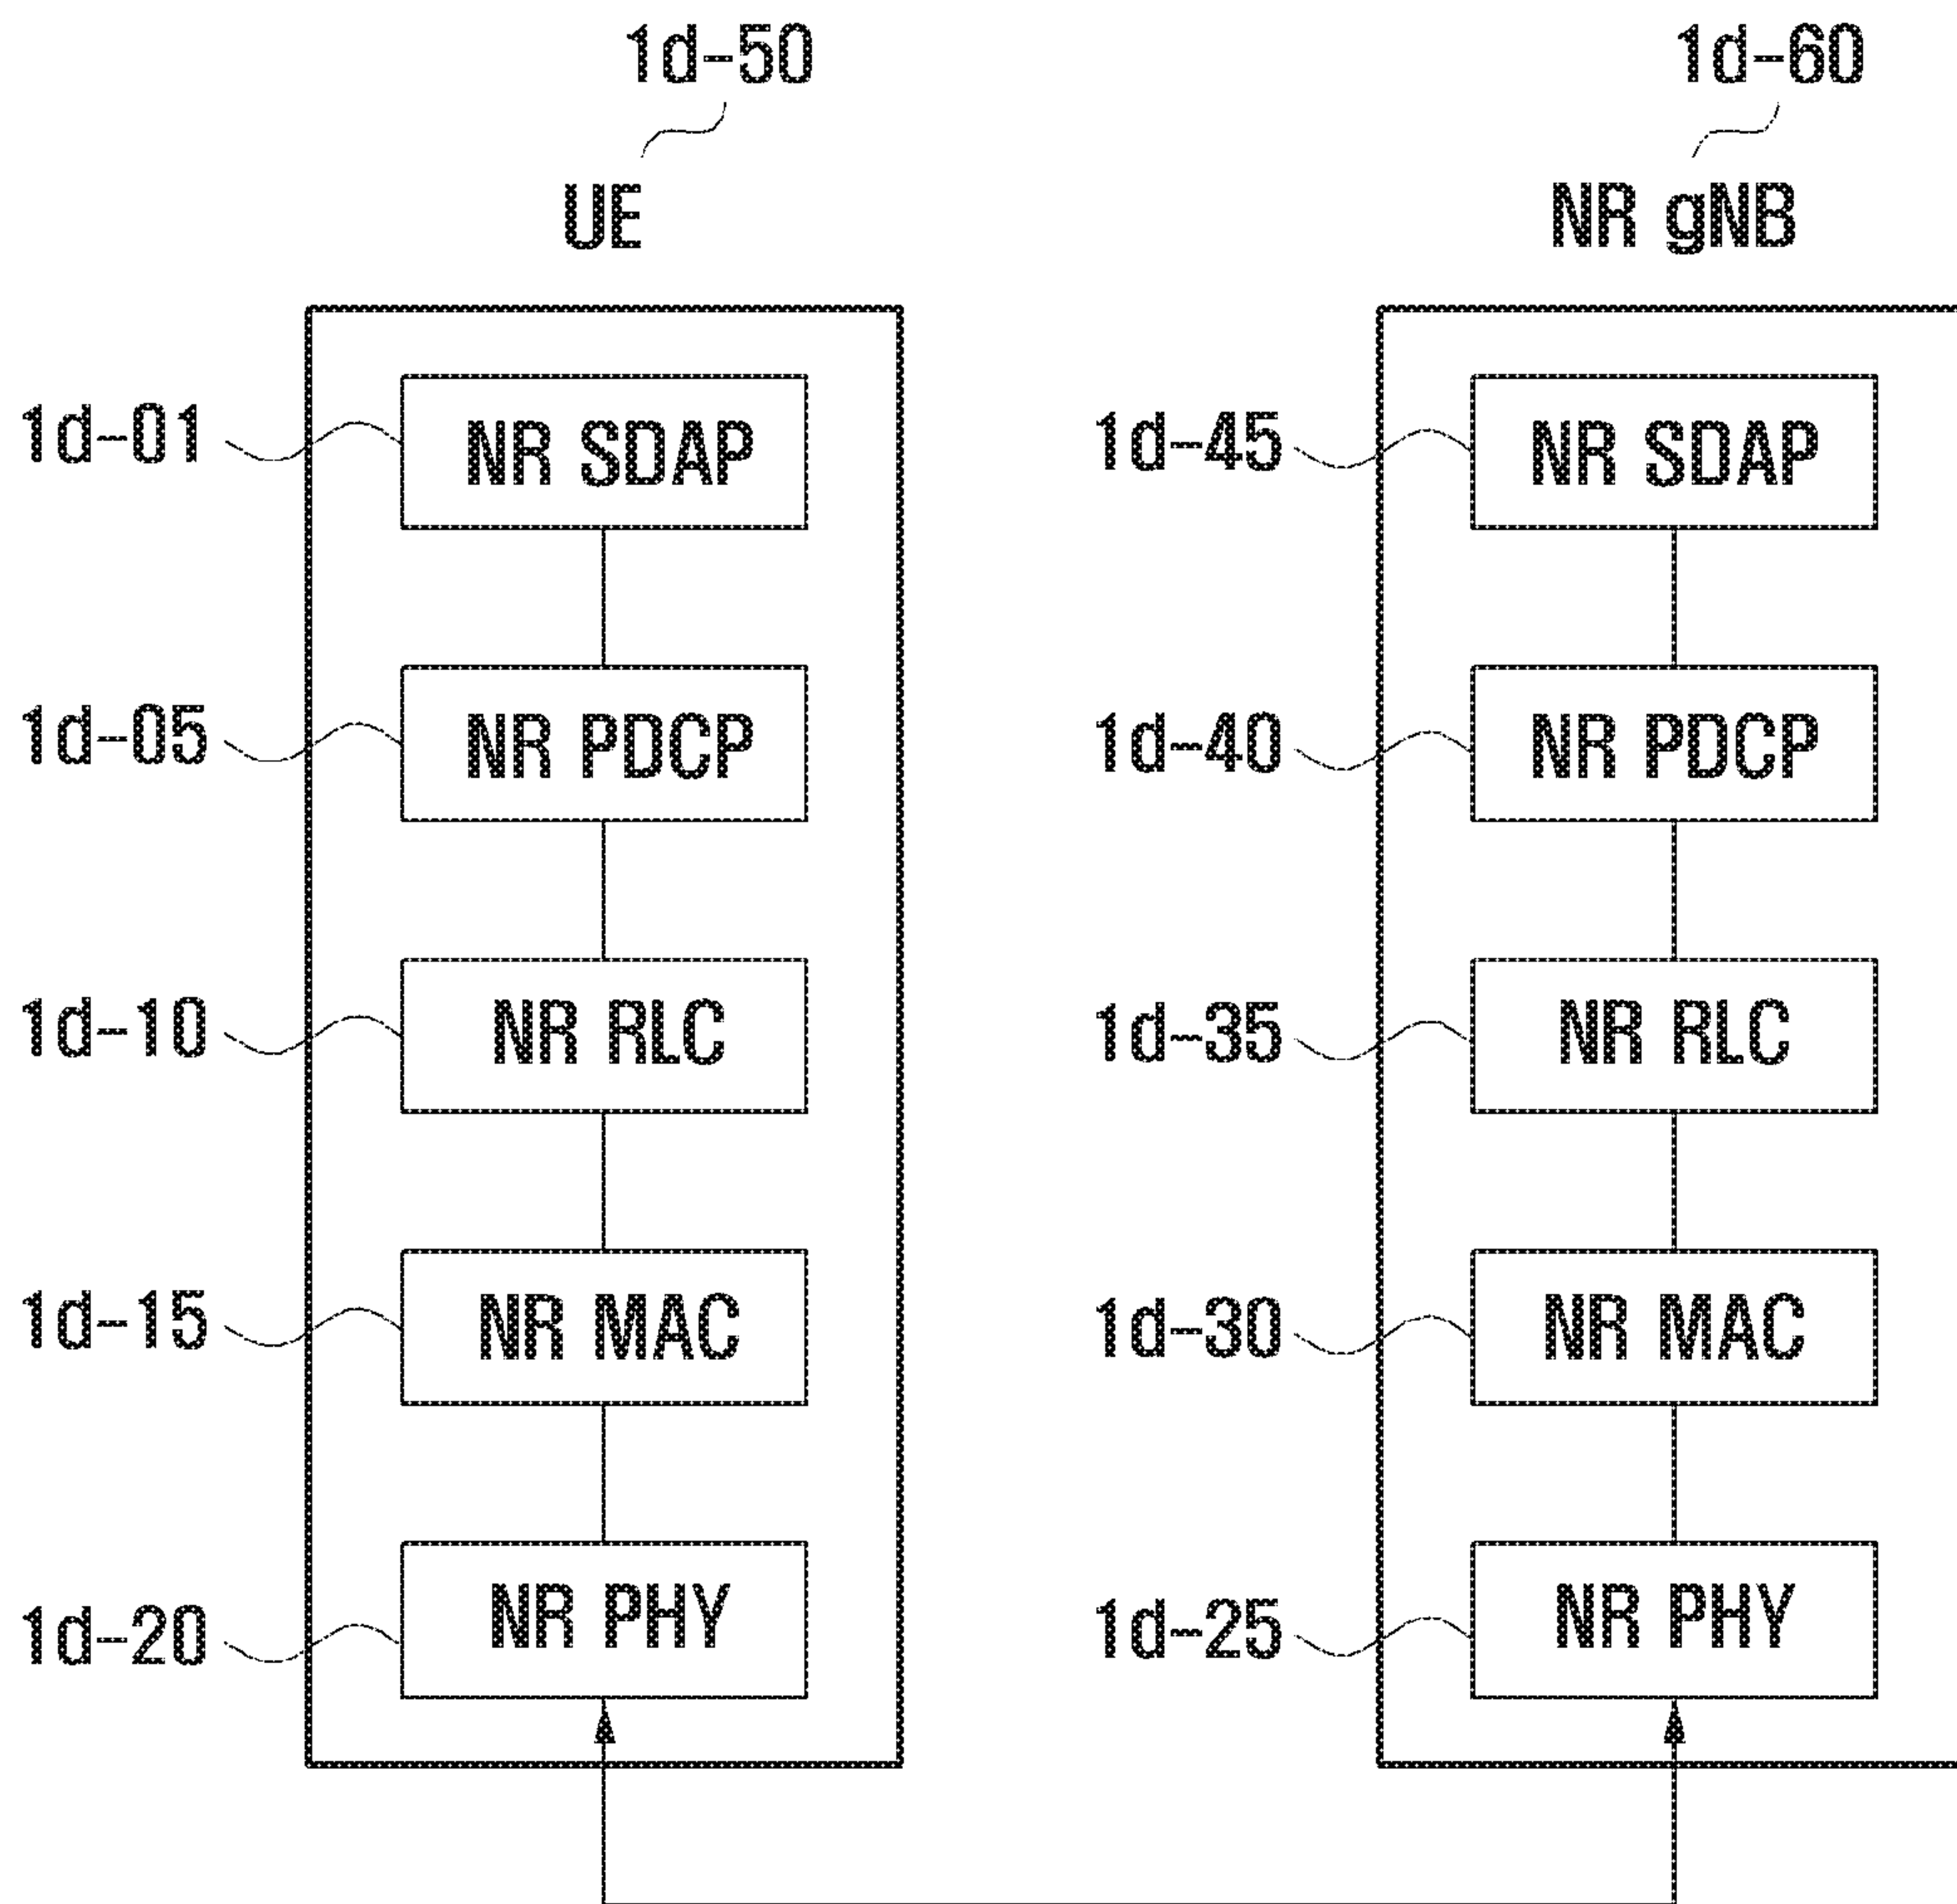 1d-50
1d-60
UE
NR gNB
1d-01
NR SDAP
1d-45
NR SDAP
1d-05
NR PDCP
1d-40
NR PDCP
1d-10
NR RLC
1d-35
NR RLC
1d-15
NR MAC
1d-30
NR MAC
1d-20
NR PHY
1d-25
NR PHY